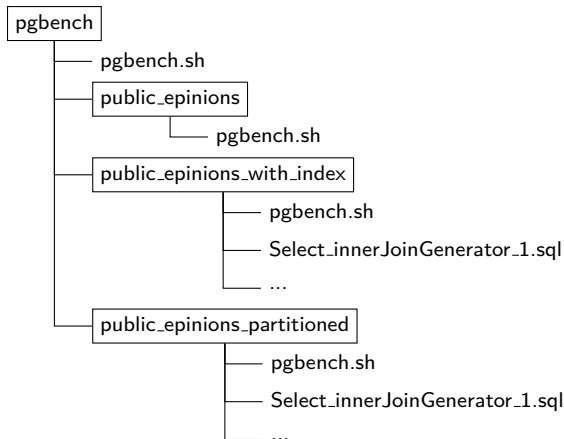 pgbench
pgbench.sh
public_epinions
pgbench.sh
public_epinions_with_index
pgbench.sh
Select_innerJoinGenerator_1.sql
...
public_epinions_partitioned
pgbench.sh
Select_innerJoinGenerator_1.sql
...